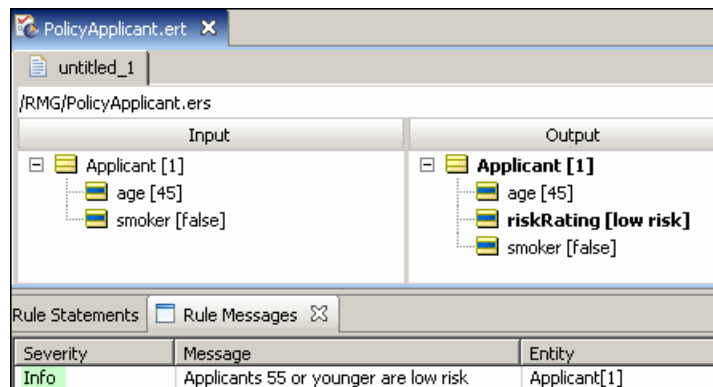 PolicyApplicant.ert
untitled_1
/RMG/PolicyApplicant.ers
Input Output
Applicant [1] Applicant [1]
age [45] age [45]
smoker [false] riskRating [low risk]
smoker [false]
Rule Statements Rule Messages
Severity Message Entity
Info Applicants 55 or younger are low risk Applicant[1]